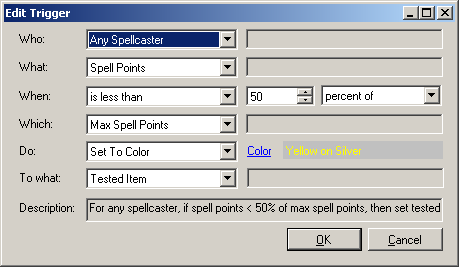 Edit Trigger
Who: Any Spellcaster
What: Spell Points
When: is less than 50 percent of
Which: Max Spell Points
Do: Set To Color Color Yellow on Silver
To what: Tested Item
Description: For any spellcaster, if spell points < 50% of max spell points, then set tested
OK Cancel